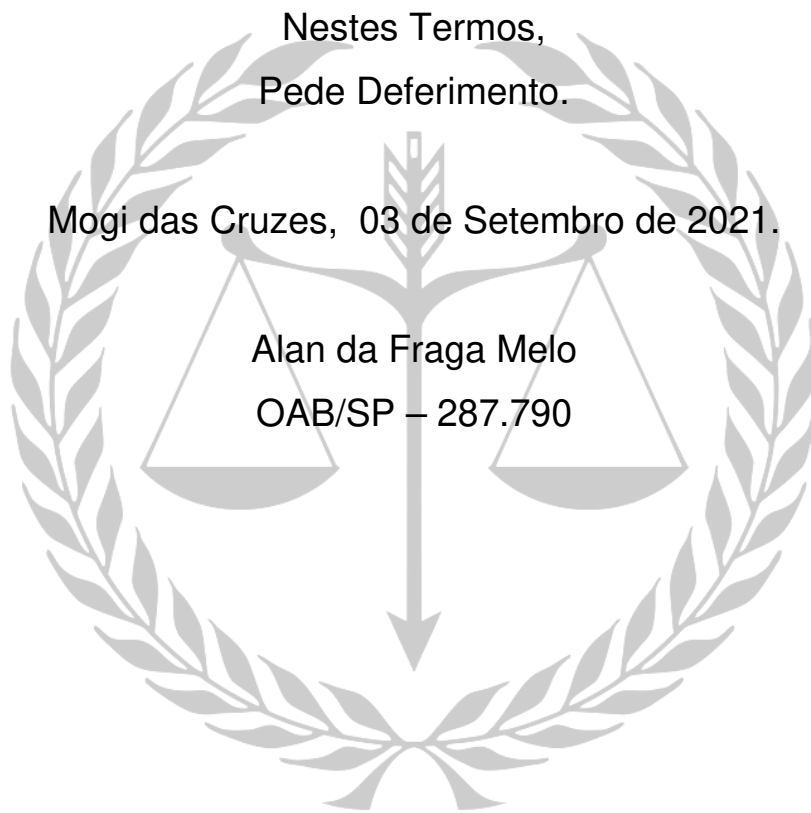 Nestes Termos,
Pede Deferimento.
Mogi das Cruzes, 03 de Setembro de 2021.
Alan da Fraga Melo
OAB/SP – 287.790